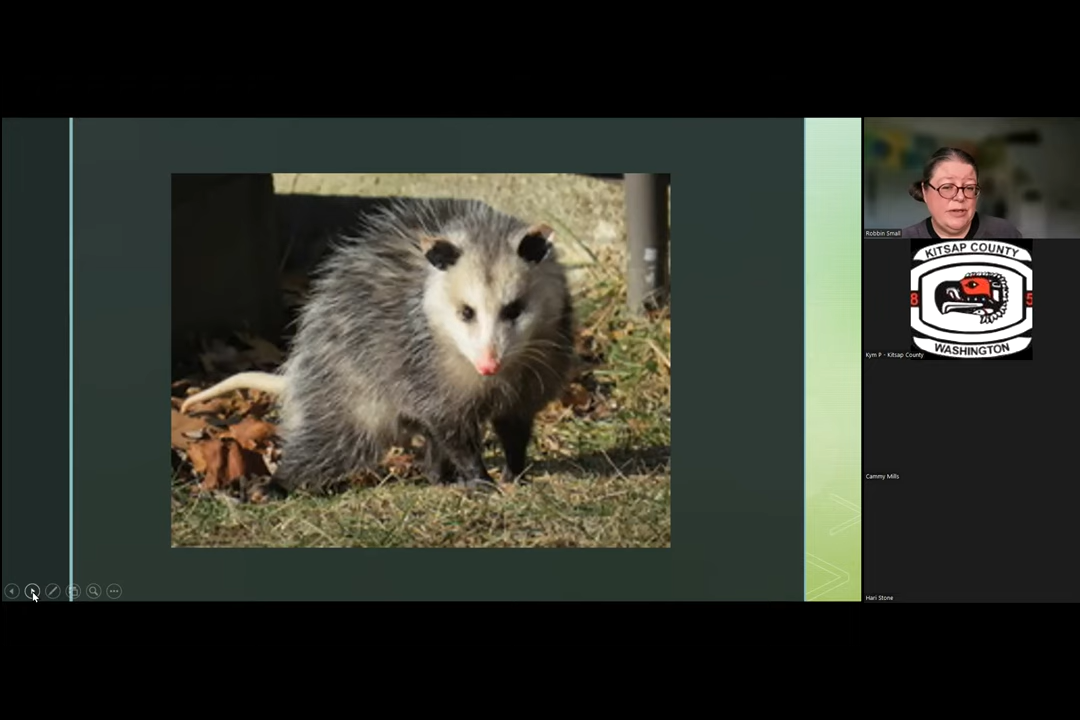 Robbin Small
KITSAP COUNTY
8 5
WASHINGTON
Kym P - Kitsap County
Cammy Mills
Hari Stone